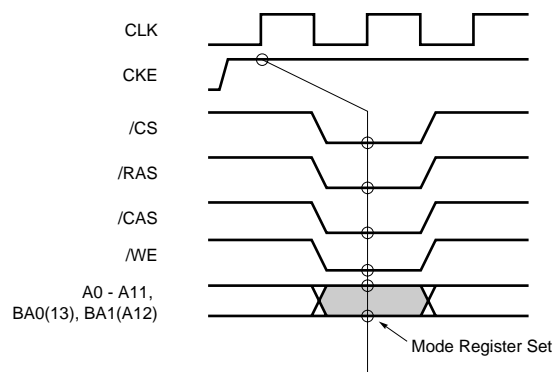 CLK
CKE
/CS
/RAS
/CAS
/WE
A0 - A11,
BA0(13), BA1(A12)
Mode Register Set